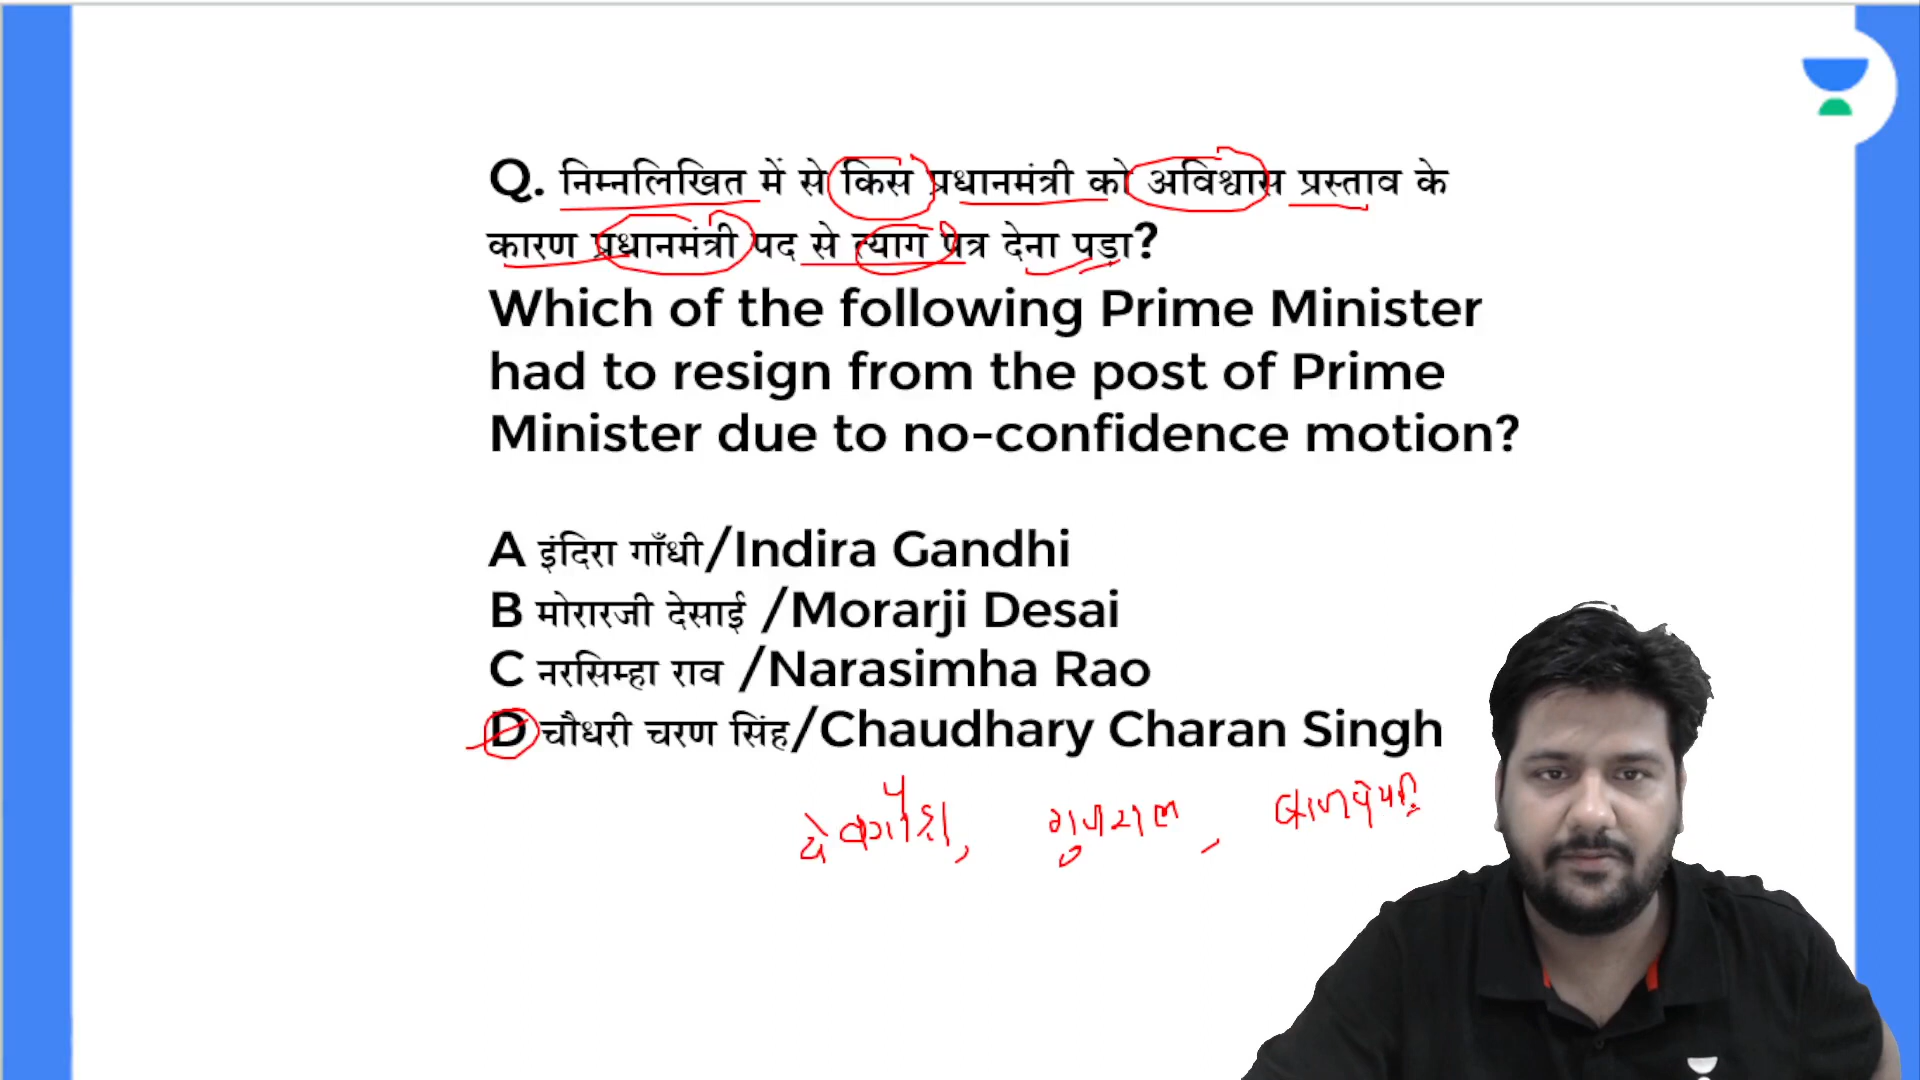 Q. निम्नलिखित में से किस प्रधानमंत्री को अविश्वास प्रस्ताव के
कारण प्रधानमंत्री पद से त्याग पत्र देना पड़ा?
Which of the following Prime Minister
had to resign from the post of Prime
Minister due to no-confidence motion?
A इंदिरा गाँधी/Indira Gandhi
B मोरारजी देसाई /Morarji Desai
C नरसिम्हा राव /Narasimha Rao
D चौधरी चरण सिंह/Chaudhary Charan Singh
गुजराल ,